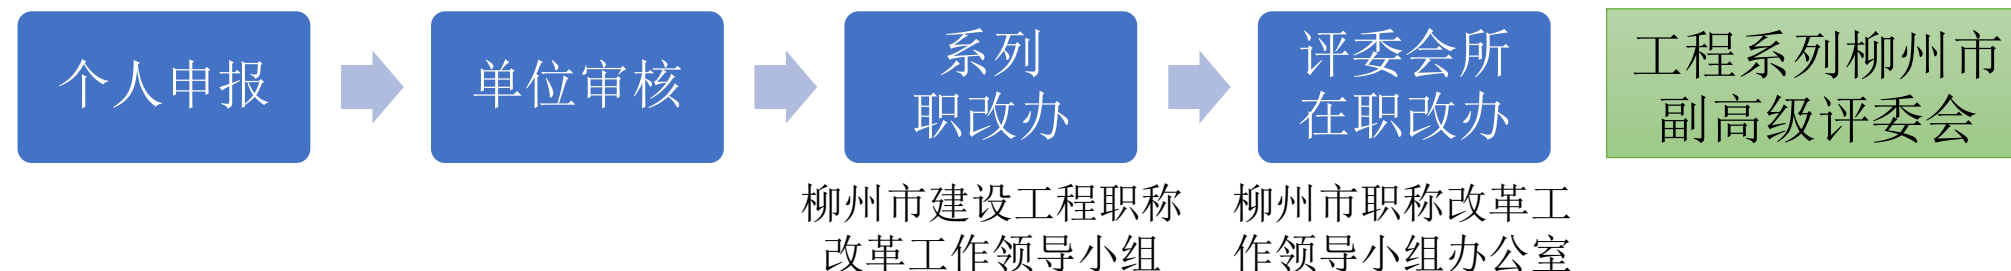 个人申报
单位审核
系列
职改办
评委会所
在职改办
工程系列柳州市
副高级评委会
柳州市建设工程职称
改革工作领导小组
柳州市职称改革工
作领导小组办公室